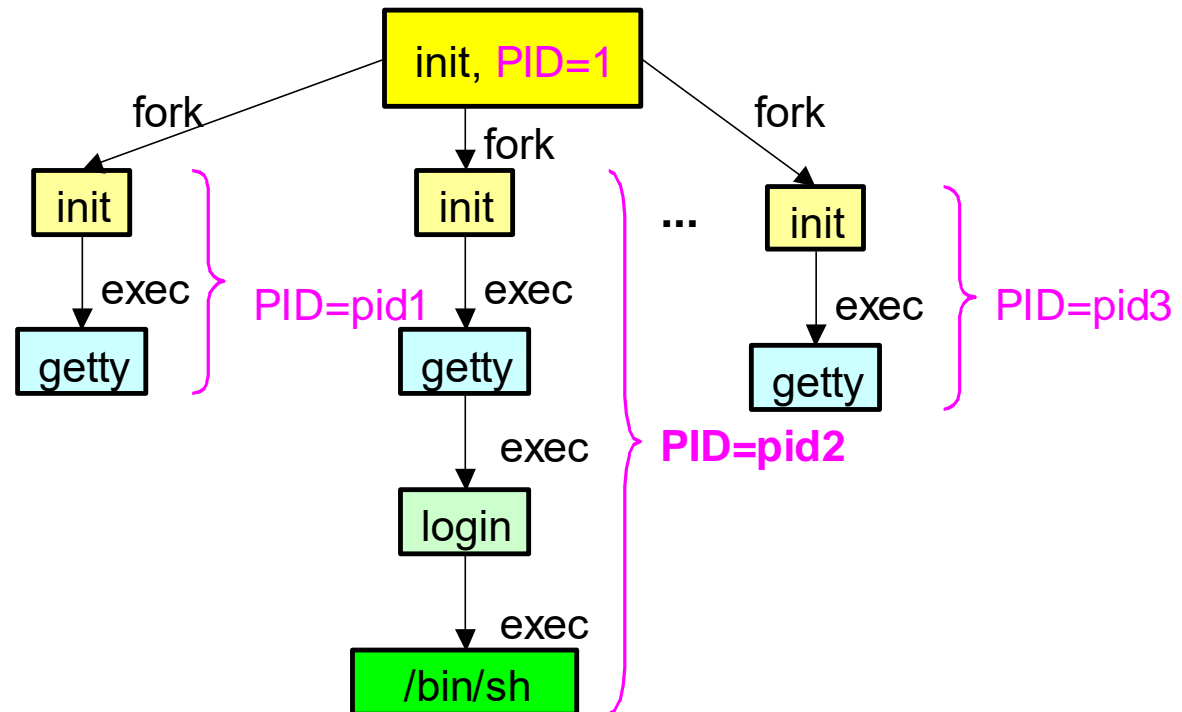 init, PID=1
fork
fork
fork
init
init
...
init
exec
PID=pid1
exec
exec
PID=pid3
getty
getty
getty
exec
PID=pid2
login
exec
/bin/sh